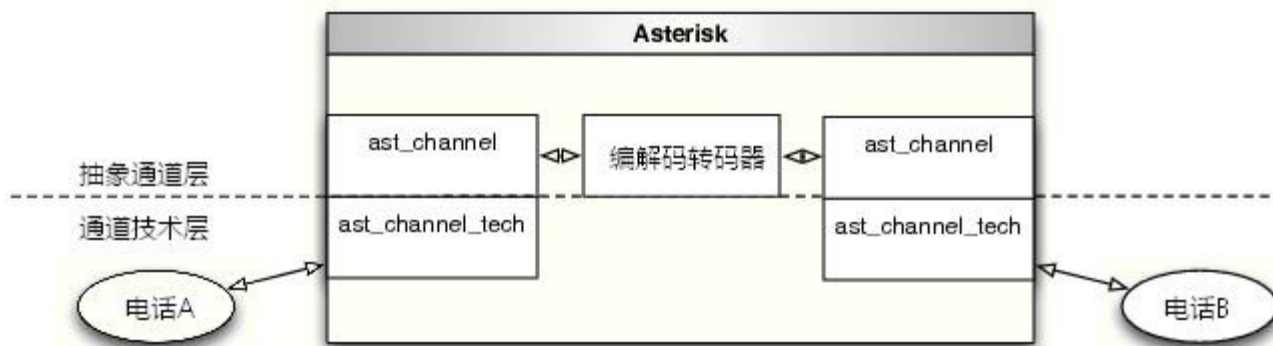 Asterisk
ast_channel
编解码转码器
ast_channel
抽象通道层
通道技术层
ast_channel_tech
ast_channel_tech
电话A
电话B